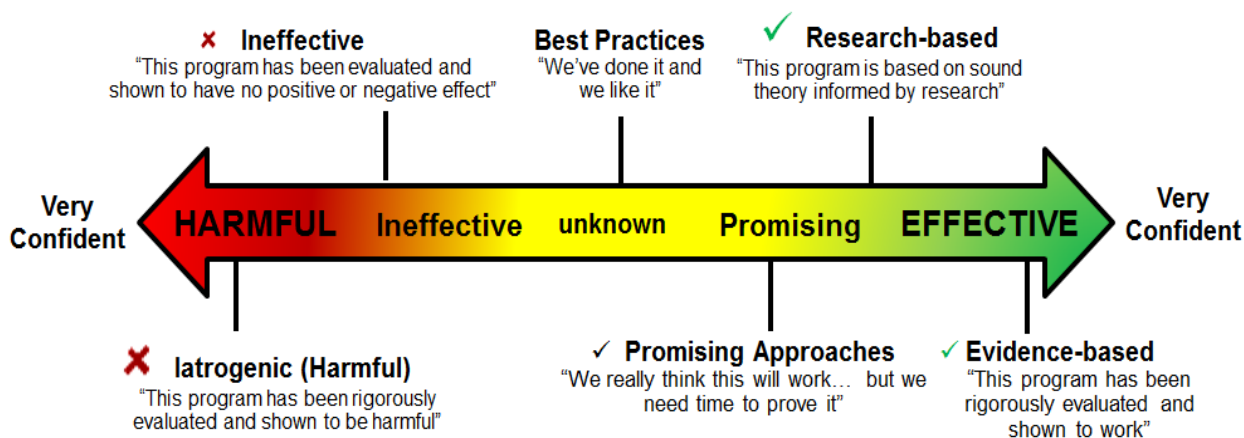 Ineffective
“This program has been evaluated and
shown to have no positive or negative effect”
Best Practices
“We’ve done it and
we like it”
Research-based
“This program is based on sound
theory informed by research”
Very
Confident
HARMFUL
Ineffective
unknown
Promising
EFFECTIVE
Very
Confident
Iatrogenic (Harmful)
“This program has been rigorously
evaluated and shown to be harmful”
Promising Approaches
“We really think this will work… but we
need time to prove it”
Evidence-based
“This program has been
rigorously evaluated and
shown to work”